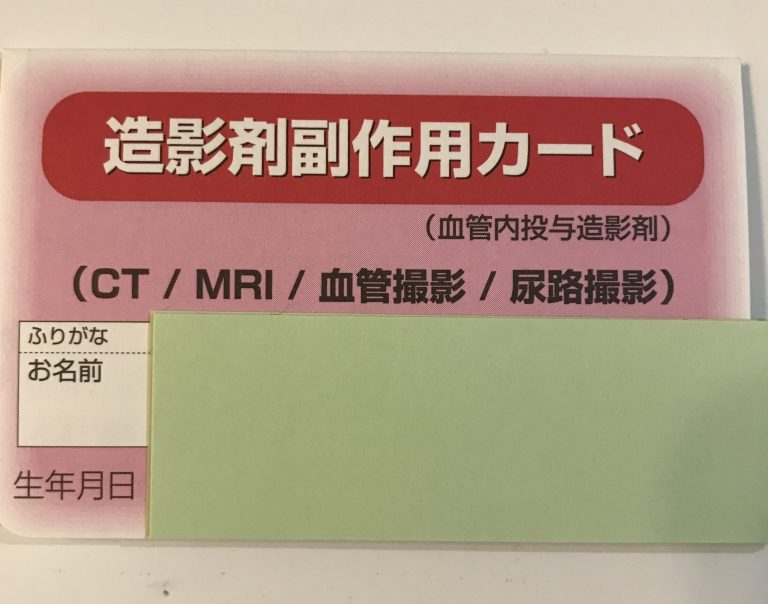 造影剤副作用カード
（血管内投与造影剤）
（CT / MRI / 血管撮影 / 尿路撮影）
ふりがな
お名前
生年月日